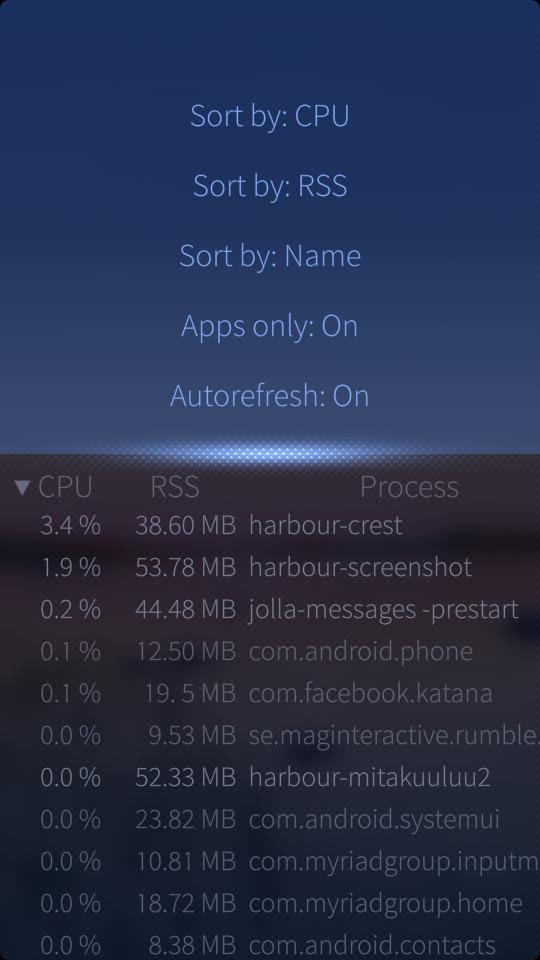 Sort by: CPU
Sort by: RSS
Sort by: Name
Apps only: On
Autorefresh: On
▼ CPU RSS Process
3.4 % 38.60 MB harbour-crest
1.9 % 53.78 MB harbour-screenshot
0.2 % 44.48 MB jolla-messages -prestart
0.1 % 12.50 MB com.android.phone
0.1 % 19. 5 MB com.facebook.katana
0.0 % 9.53 MB se.maginteractive.rumble.
0.0 % 52.33 MB harbour-mitakuuluu2
0.0 % 23.82 MB com.android.systemui
0.0 % 10.81 MB com.myriadgroup.inputm
0.0 % 18.72 MB com.myriadgroup.home
0.0 % 8.38 MB com.android.contacts